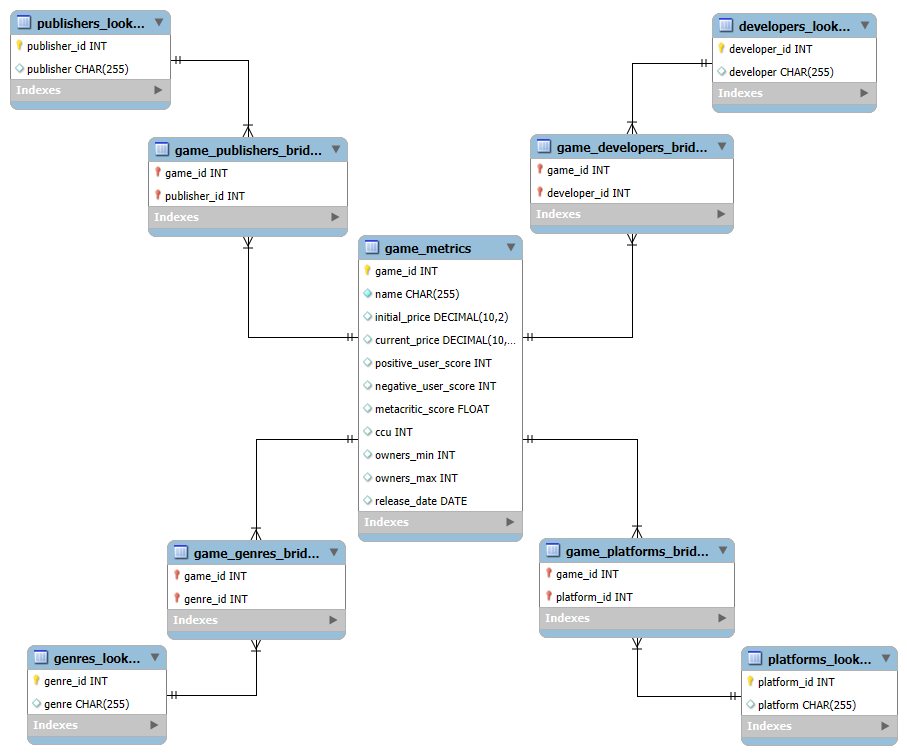 publishers_look...
publisher_id INT
publisher CHAR(255)
Indexes
developers_look...
developer_id INT
developer CHAR(255)
Indexes
game_publishers_brid...
game_id INT
publisher_id INT
Indexes
game_developers_brid...
game_id INT
developer_id INT
Indexes
game_metrics
game_id INT
name CHAR(255)
initial_price DECIMAL(10,2)
current_price DECIMAL(10,...
positive_user_score INT
negative_user_score INT
metacritic_score FLOAT
ccu INT
owners_min INT
owners_max INT
release_date DATE
Indexes
game_genres_brid...
game_id INT
genre_id INT
Indexes
game_platforms_brid...
game_id INT
platform_id INT
Indexes
genres_look...
genre_id INT
genre CHAR(255)
Indexes
platforms_look...
platform_id INT
platform CHAR(255)
Indexes